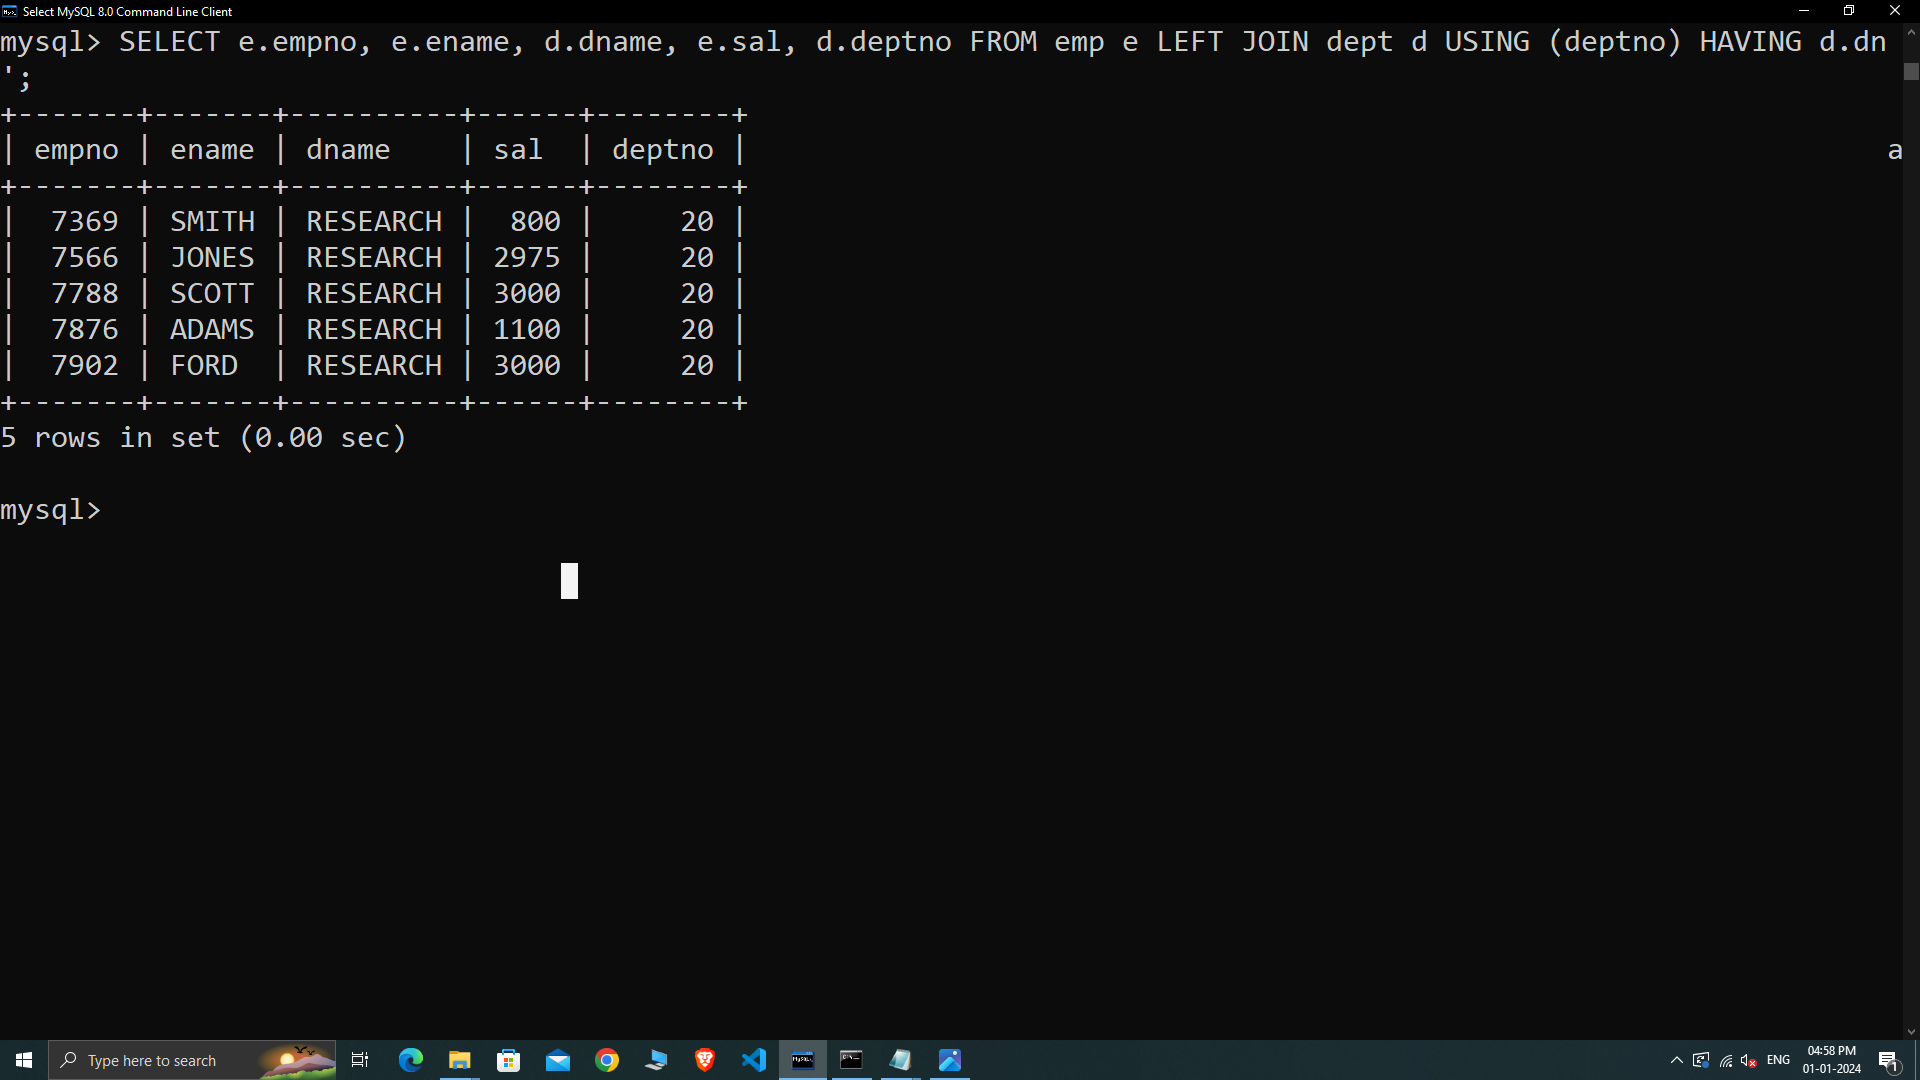 Select MySQL 8.0 Command Line Client
mysql> SELECT e.empno, e.ename, d.dname, e.sal, d.deptno FROM emp e LEFT JOIN dept d USING (deptno) HAVING d.dn
';
+-------+-------+----------+------+--------+
| empno | ename | dname    | sal  | deptno | a
+-------+-------+----------+------+--------+
|  7369 | SMITH | RESEARCH |  800 |     20 |
|  7566 | JONES | RESEARCH | 2975 |     20 |
|  7788 | SCOTT | RESEARCH | 3000 |     20 |
|  7876 | ADAMS | RESEARCH | 1100 |     20 |
|  7902 | FORD  | RESEARCH | 3000 |     20 |
+-------+-------+----------+------+--------+
5 rows in set (0.00 sec)
mysql>
Type here to search
ENG
04:58 PM
01-01-2024
1